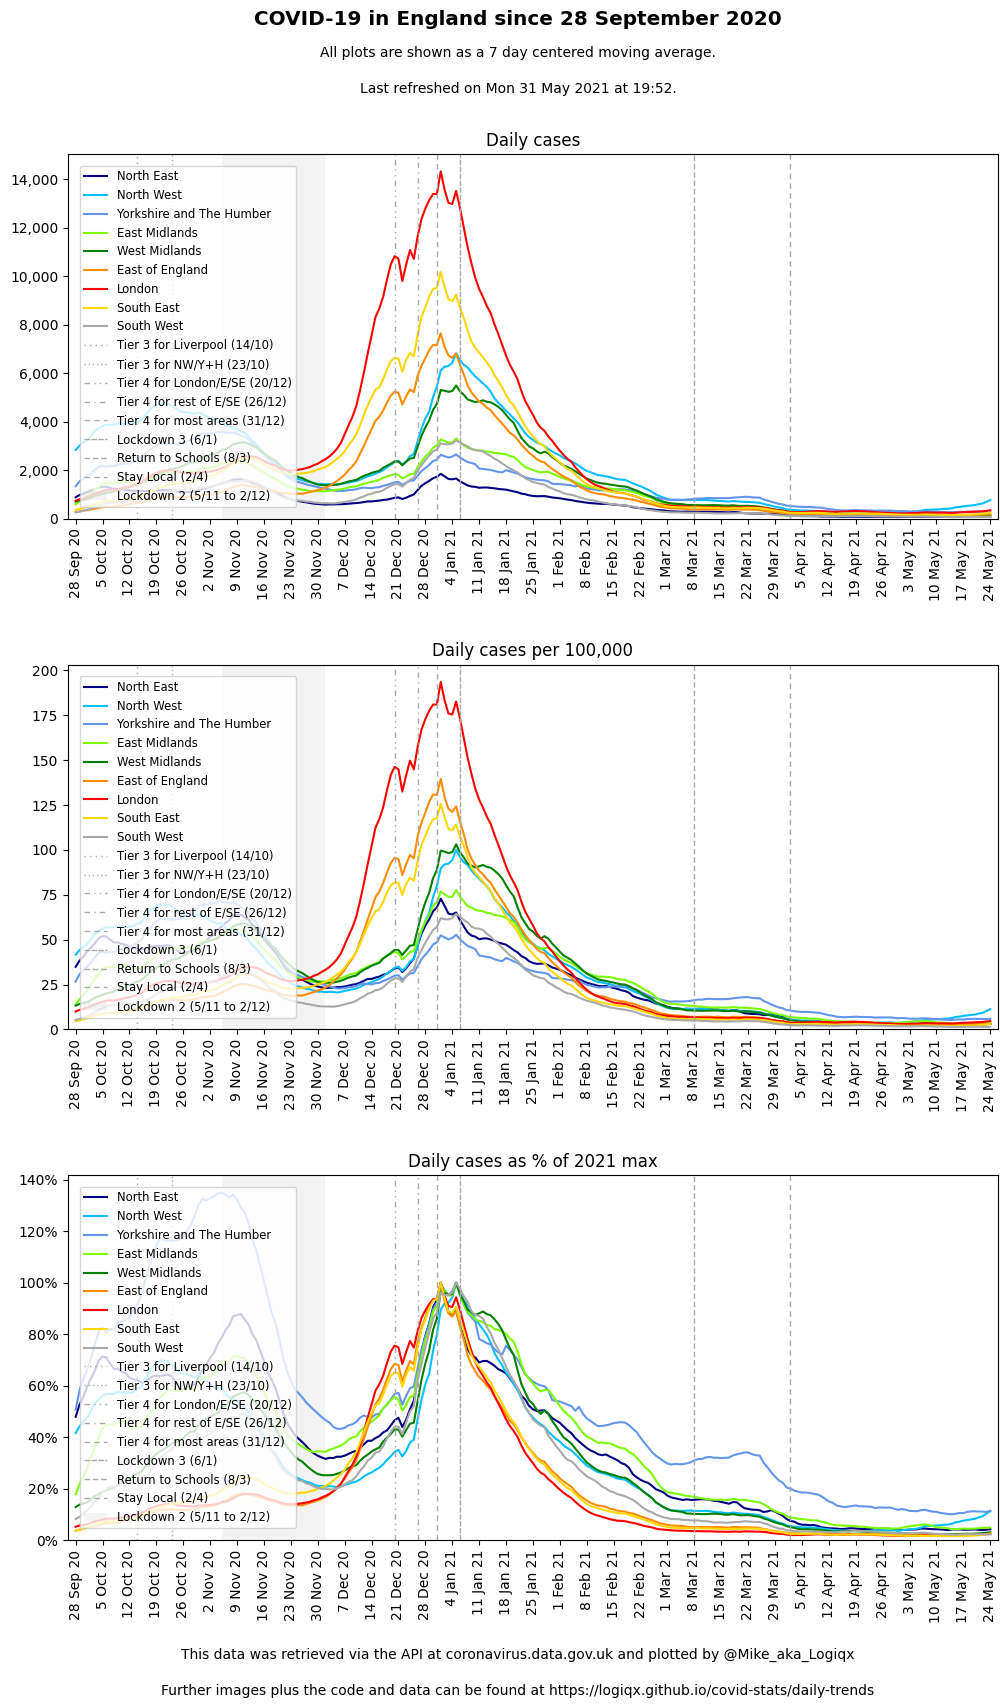 COVID-19 in England since 28 September 2020
All plots are shown as a 7 day centered moving average.
Last refreshed on Mon 31 May 2021 at 19:52.
Daily cases
14,000
12,000
10,000
8,000
6,000
4,000
2,000
0
North East
North West
Yorkshire and The Humber
East Midlands
West Midlands
East of England
London
South East
South West
Tier 3 for Liverpool (14/10)
Tier 3 for NW/Y+H (23/10)
Tier 4 for London/E/SE (20/12)
Tier 4 for rest of E/SE (26/12)
Tier 4 for most areas (31/12)
Lockdown 3 (6/1)
Return to Schools (8/3)
Stay Local (2/4)
Lockdown 2 (5/11 to 2/12)
28 Sep 20
5 Oct 20
12 Oct 20
19 Oct 20
26 Oct 20
2 Nov 20
9 Nov 20
16 Nov 20
23 Nov 20
30 Nov 20
7 Dec 20
14 Dec 20
21 Dec 20
28 Dec 20
4 Jan 21
11 Jan 21
18 Jan 21
25 Jan 21
1 Feb 21
8 Feb 21
15 Feb 21
22 Feb 21
1 Mar 21
8 Mar 21
15 Mar 21
22 Mar 21
29 Mar 21
5 Apr 21
12 Apr 21
19 Apr 21
26 Apr 21
3 May 21
10 May 21
17 May 21
24 May 21
Daily cases per 100,000
200
175
150
125
100
75
50
25
0
North East
North West
Yorkshire and The Humber
East Midlands
West Midlands
East of England
London
South East
South West
Tier 3 for Liverpool (14/10)
Tier 3 for NW/Y+H (23/10)
Tier 4 for London/E/SE (20/12)
Tier 4 for rest of E/SE (26/12)
Tier 4 for most areas (31/12)
Lockdown 3 (6/1)
Return to Schools (8/3)
Stay Local (2/4)
Lockdown 2 (5/11 to 2/12)
28 Sep 20
5 Oct 20
12 Oct 20
19 Oct 20
26 Oct 20
2 Nov 20
9 Nov 20
16 Nov 20
23 Nov 20
30 Nov 20
7 Dec 20
14 Dec 20
21 Dec 20
28 Dec 20
4 Jan 21
11 Jan 21
18 Jan 21
25 Jan 21
1 Feb 21
8 Feb 21
15 Feb 21
22 Feb 21
1 Mar 21
8 Mar 21
15 Mar 21
22 Mar 21
29 Mar 21
5 Apr 21
12 Apr 21
19 Apr 21
26 Apr 21
3 May 21
10 May 21
17 May 21
24 May 21
Daily cases as % of 2021 max
140%
120%
100%
80%
60%
40%
20%
0%
North East
North West
Yorkshire and The Humber
East Midlands
West Midlands
East of England
London
South East
South West
Tier 3 for Liverpool (14/10)
Tier 3 for NW/Y+H (23/10)
Tier 4 for London/E/SE (20/12)
Tier 4 for rest of E/SE (26/12)
Tier 4 for most areas (31/12)
Lockdown 3 (6/1)
Return to Schools (8/3)
Stay Local (2/4)
Lockdown 2 (5/11 to 2/12)
28 Sep 20
5 Oct 20
12 Oct 20
19 Oct 20
26 Oct 20
2 Nov 20
9 Nov 20
16 Nov 20
23 Nov 20
30 Nov 20
7 Dec 20
14 Dec 20
21 Dec 20
28 Dec 20
4 Jan 21
11 Jan 21
18 Jan 21
25 Jan 21
1 Feb 21
8 Feb 21
15 Feb 21
22 Feb 21
1 Mar 21
8 Mar 21
15 Mar 21
22 Mar 21
29 Mar 21
5 Apr 21
12 Apr 21
19 Apr 21
26 Apr 21
3 May 21
10 May 21
17 May 21
24 May 21
This data was retrieved via the API at coronavirus.data.gov.uk and plotted by @Mike_aka_Logiqx
Further images plus the code and data can be found at https://logiqx.github.io/covid-stats/daily-trends